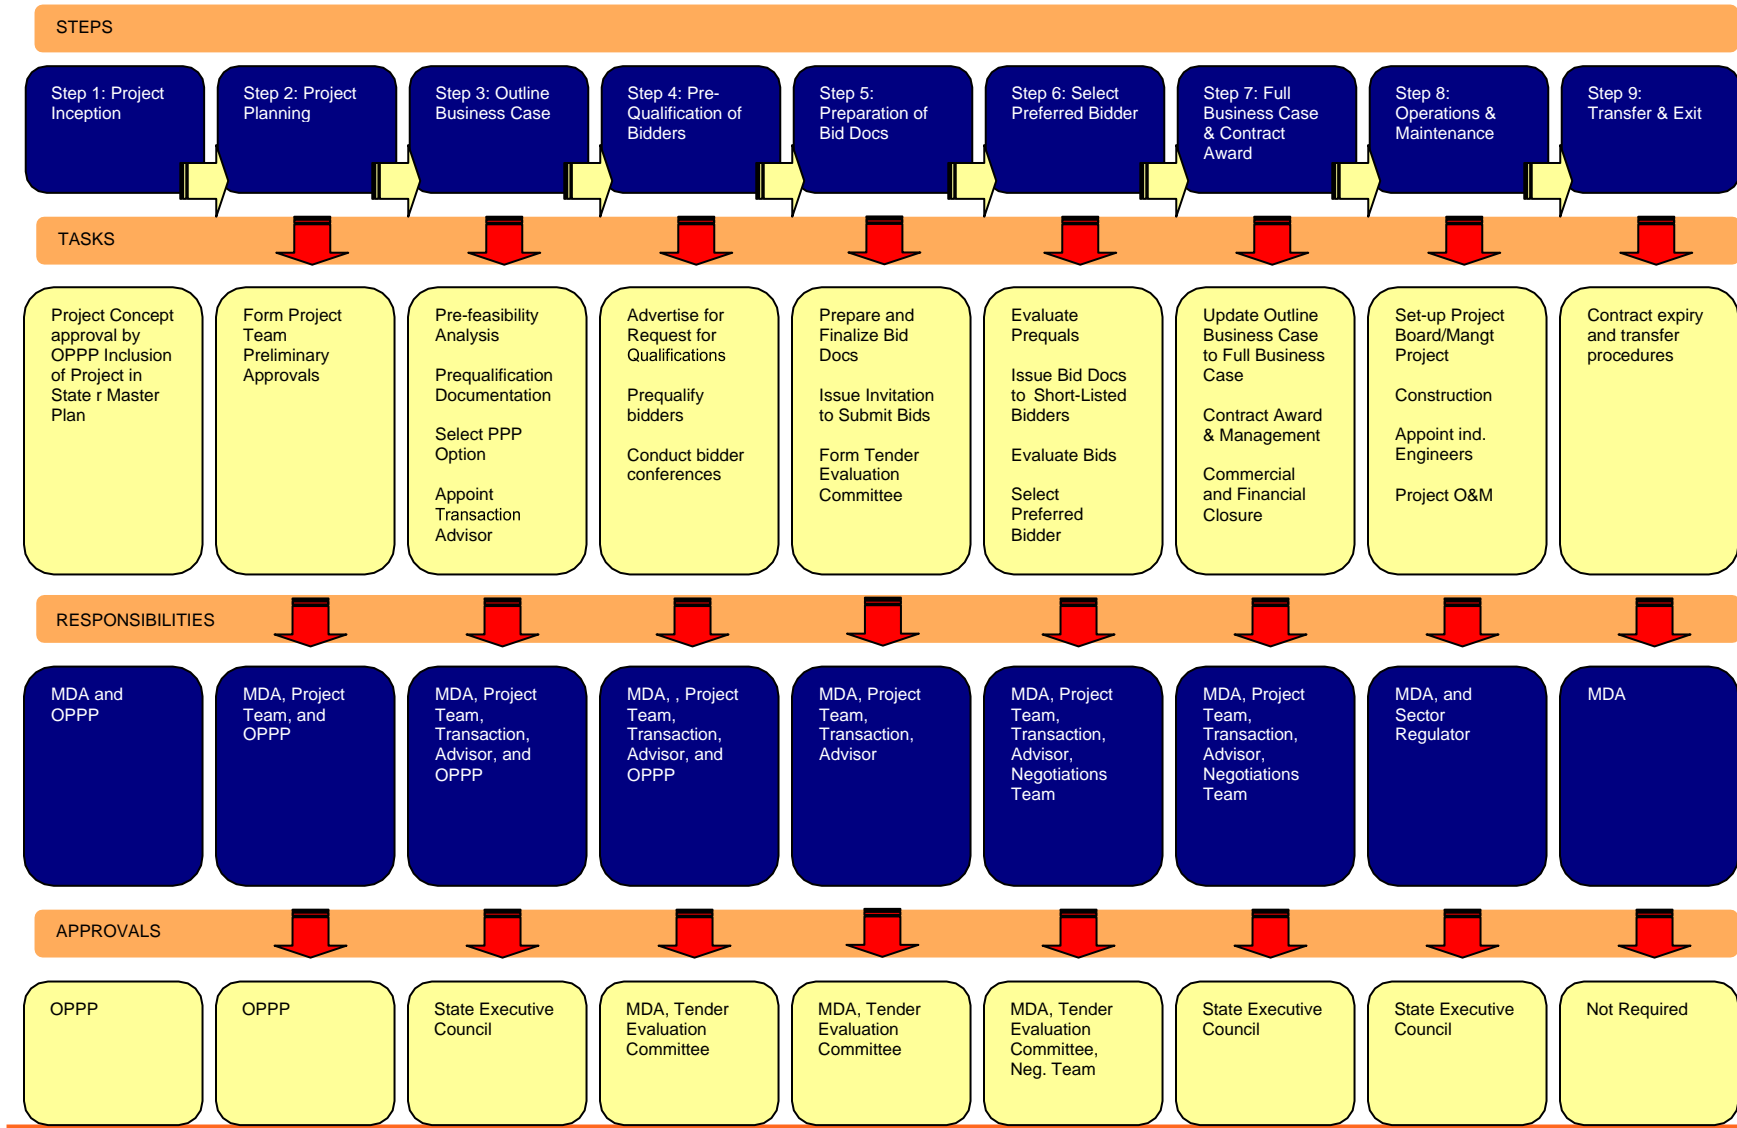 STEPS
Step 1: Project
Inception
Step 2: Project
Planning
Step 3: Outline
Business Case
Step 4: Pre-
Qualification of
Bidders
Step 5:
Preparation of
Bid Docs
Step 6: Select
Preferred Bidder
Step 7: Full
Business Case
& Contract
Award
Step 8:
Operations &
Maintenance
Step 9:
Transfer & Exit
TASKS
Project Concept
approval by
OPPP Inclusion
of Project in
State r Master
Plan
Form Project
Team
Preliminary
Approvals
Pre-feasibility
Analysis
Prequalification
Documentation
Select PPP
Option
Appoint
Transaction
Advisor
Advertise for
Request for
Qualifications
Prequalify
bidders
Conduct bidder
conferences
Prepare and
Finalize Bid
Docs
Issue Invitation
to Submit Bids
Form Tender
Evaluation
Committee
Evaluate
Prequals
Issue Bid Docs
to Short-Listed
Bidders
Evaluate Bids
Select
Preferred
Bidder
Update Outline
Business Case
to Full Business
Case
Contract Award
& Management
Commercial
and Financial
Closure
Set-up Project
Board/Mangt
Project
Construction
Appoint ind.
Engineers
Project O&M
Contract expiry
and transfer
procedures
RESPONSIBILITIES
MDA and
OPPP
MDA, Project
Team, and
OPPP
MDA, Project
Team,
Transaction,
Advisor, and
OPPP
MDA, , Project
Team,
Transaction,
Advisor, and
OPPP
MDA, Project
Team,
Transaction,
Advisor
MDA, Project
Team,
Transaction,
Advisor,
Negotiations
Team
MDA, Project
Team,
Transaction,
Advisor,
Negotiations
Team
MDA, and
Sector
Regulator
MDA
APPROVALS
OPPP
OPPP
State Executive
Council
MDA, Tender
Evaluation
Committee
MDA, Tender
Evaluation
Committee
MDA, Tender
Evaluation
Committee,
Neg. Team
State Executive
Council
State Executive
Council
Not Required